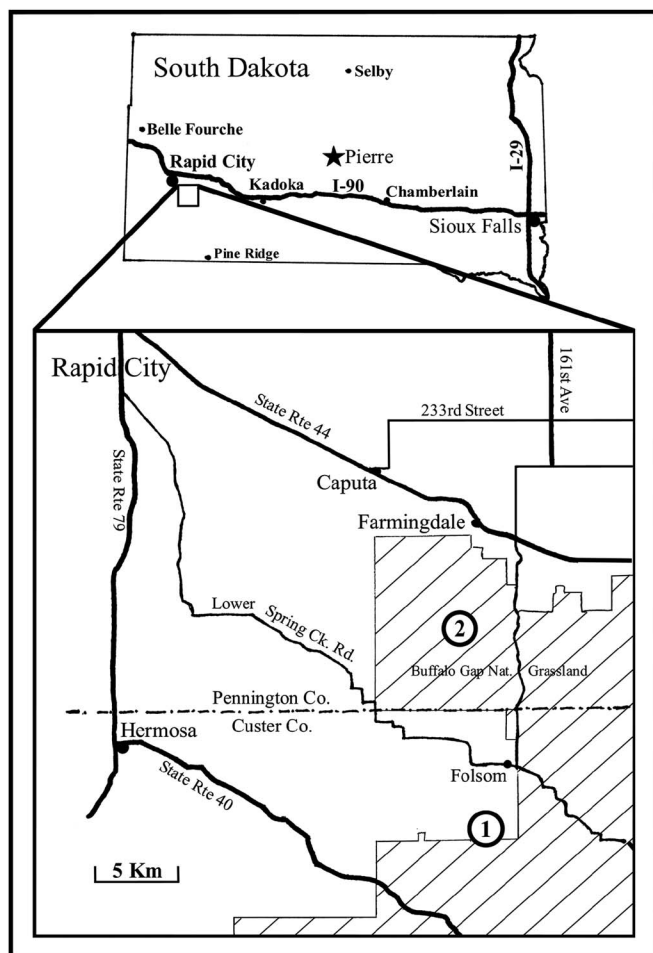 South Dakota
Selby
Belle Fourche
Rapid City
Pierre
I-29
Kadoka
I-90
Chamberlain
Sioux Falls
Pine Ridge
Rapid City
161st Ave
State Rte 44
233rd Street
State Rte 79
Caputa
Farmingdale
Lower Spring Ck. Rd.
2
Buffalo Gap Nat. Grassland
Pennington Co.
Custer Co.
Hermosa
State Rte 40
Folsom
1
5 Km